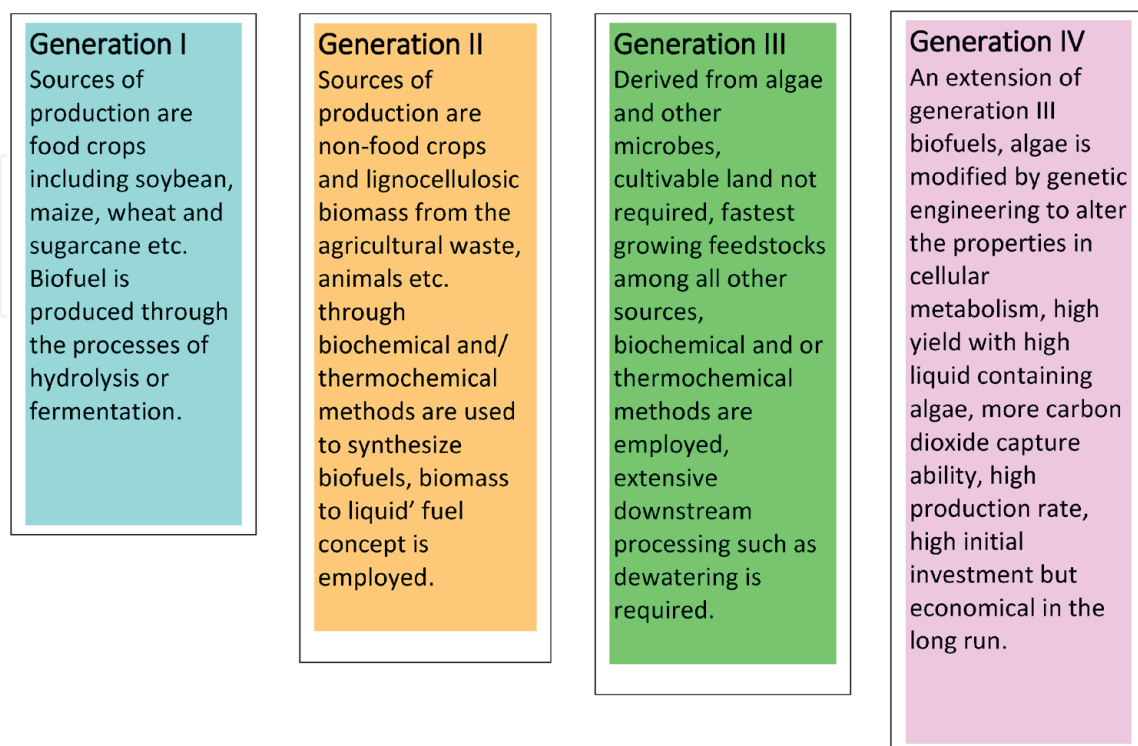 Generation I
Sources of
production are
food crops
including soybean,
maize, wheat and
sugarcane etc.
Biofuel is
produced through
the processes of
hydrolysis or
fermentation.
Generation II
Sources of
production are
non-food crops
and lignocellulosic
biomass from the
agricultural waste,
animals etc.
through
biochemical and/
thermochemical
methods are used
to synthesize
biofuels, biomass
to liquid’ fuel
concept is
employed.
Generation III
Derived from algae
and other
microbes,
cultivable land not
required, fastest
growing feedstocks
among all other
sources,
biochemical and or
thermochemical
methods are
employed,
extensive
downstream
processing such as
dewatering is
required.
Generation IV
An extension of
generation III
biofuels, algae is
modified by genetic
engineering to alter
the properties in
cellular
metabolism, high
yield with high
liquid containing
algae, more carbon
dioxide capture
ability, high
production rate,
high initial
investment but
economical in the
long run.